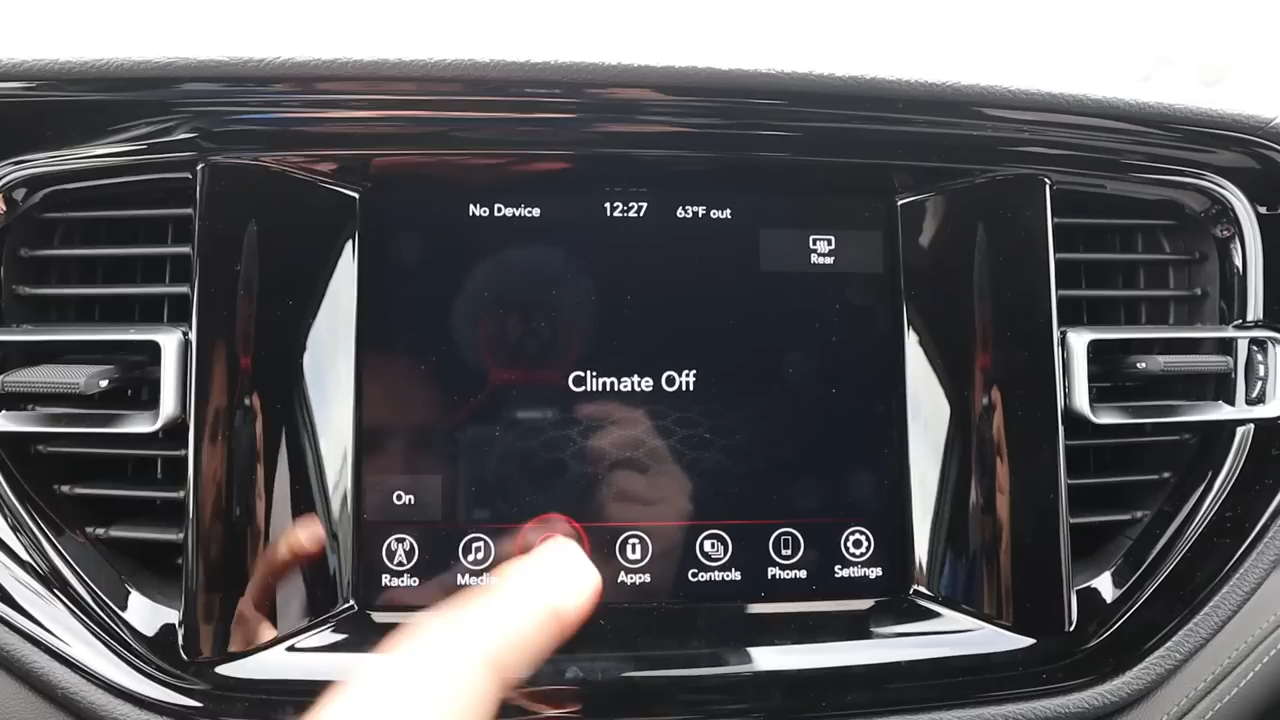 No Device 12:27 63°F out
Rear
Climate Off
On
Radio Media Apps Controls Phone Settings